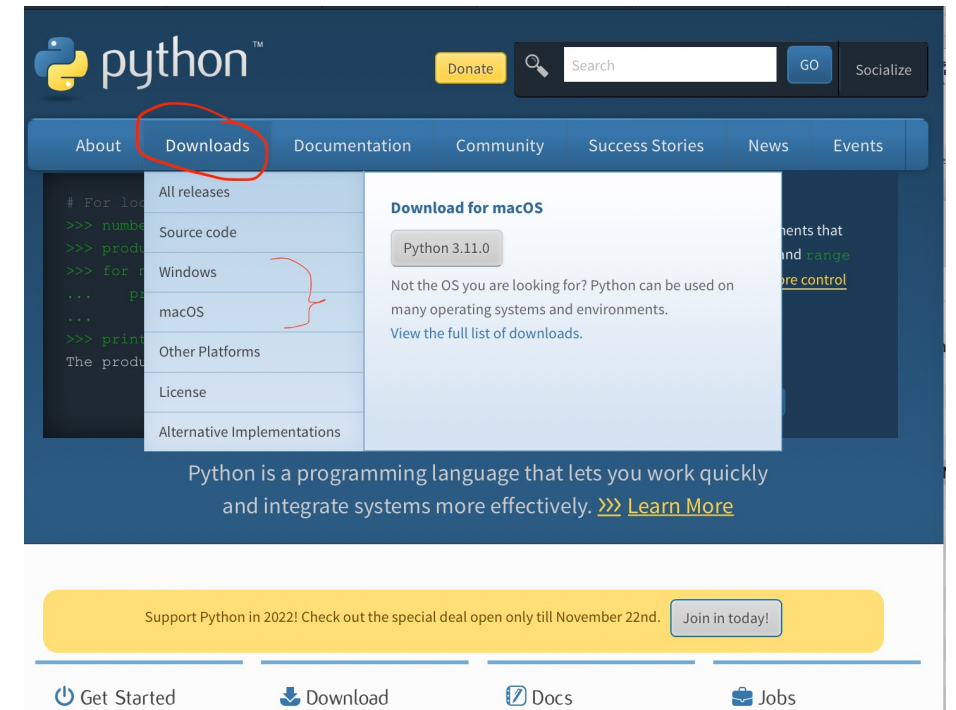 python™
Donate
Search
GO
Socialize
About Downloads Documentation Community Success Stories News Events
All releases
Source code
Windows
macOS
Other Platforms
License
Alternative Implementations
Download for macOS
Python 3.11.0
Not the OS you are looking for? Python can be used on
many operating systems and environments.
View the full list of downloads.
# For
>>>
>>>
>>> for
...
...
>>> print
The
that
range
control
Python is a programming language that lets you work quickly
and integrate systems more effectively. >>> Learn More
Support Python in 2022! Check out the special deal open only till November 22nd. Join in today!
Get Started
Download
Docs
Jobs